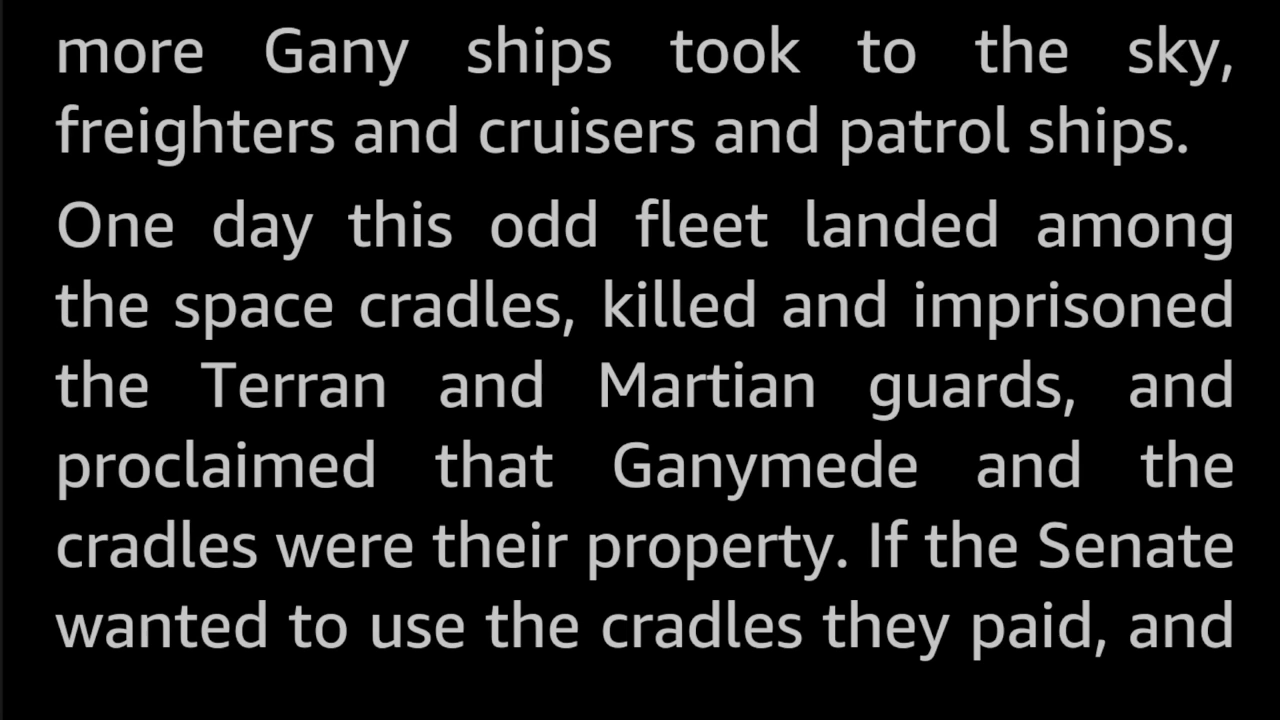 more Gany ships took to the sky,
freighters and cruisers and patrol ships.
One day this odd fleet landed among
the space cradles, killed and imprisoned
the Terran and Martian guards, and
proclaimed that Ganymede and the
cradles were their property. If the Senate
wanted to use the cradles they paid, and